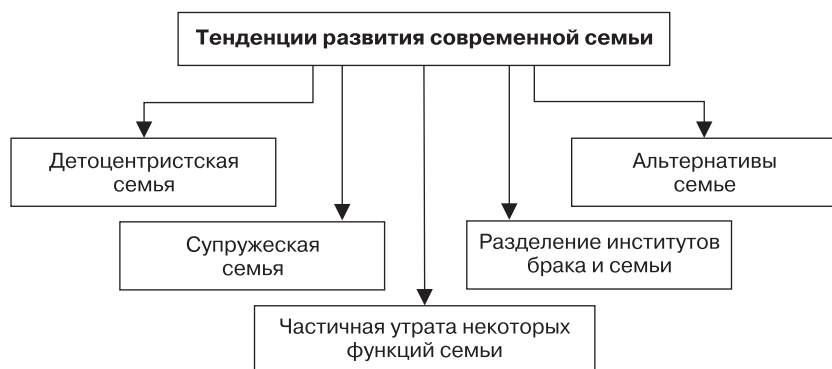 Тенденции развития современной семьи
Детоцентристская
семья
Альтернативы
семье
Супружеская
семья
Разделение институтов
брака и семьи
Частичная утрата некоторых
функций семьи